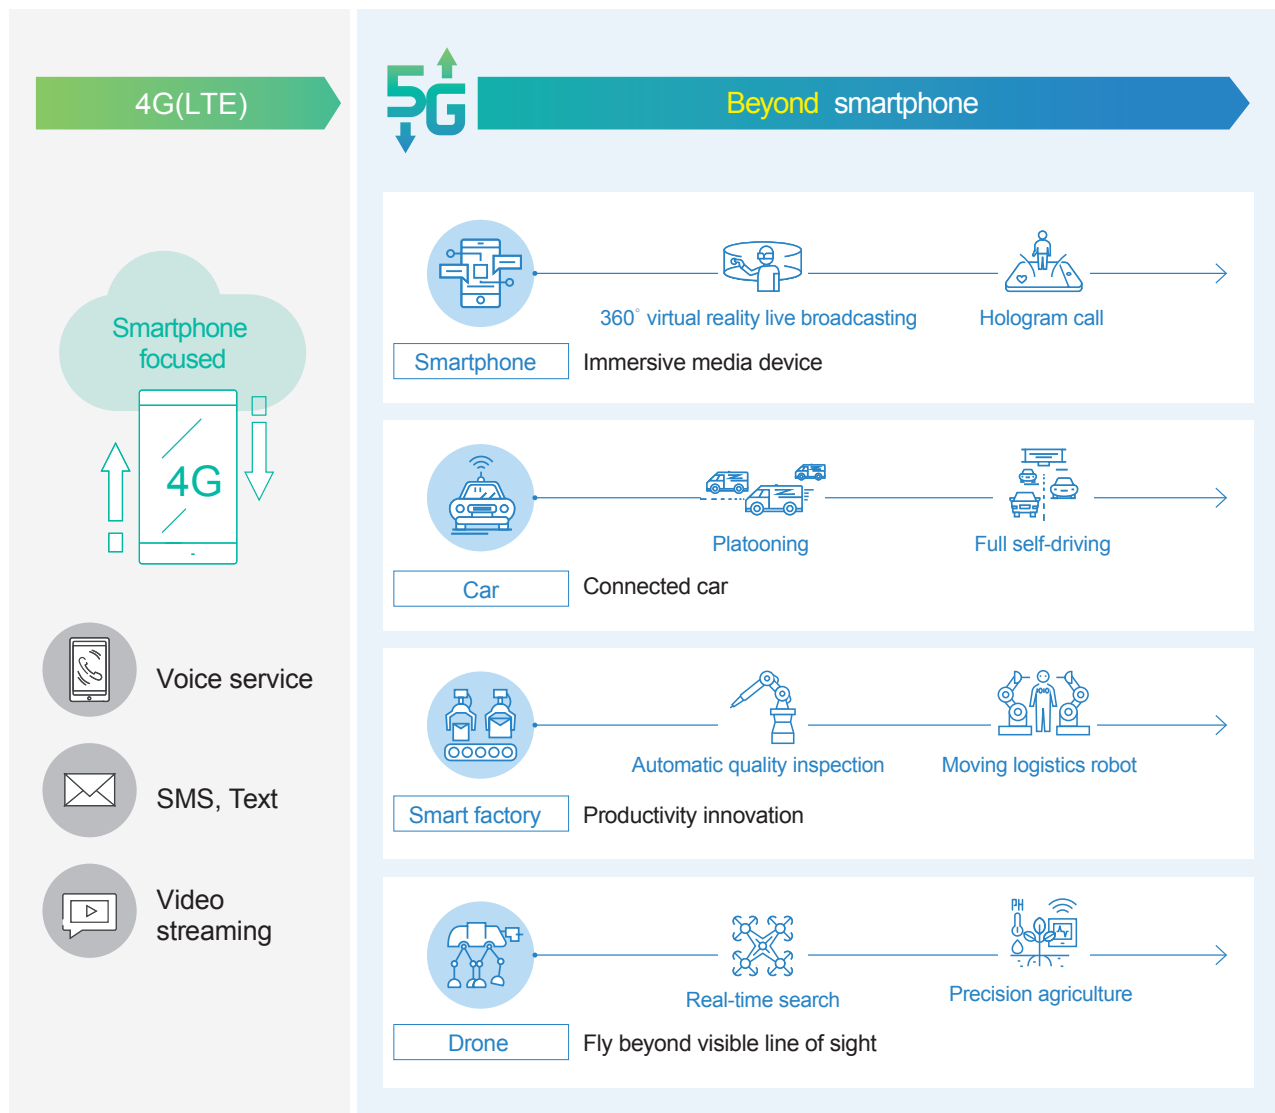 4G(LTE)
Smartphone
focused
4G
Voice service
SMS, Text
Video
streaming
5G
Beyond smartphone
360° virtual reality live broadcasting
Hologram call
Smartphone
Immersive media device
Platooning
Full self-driving
Car
Connected car
Automatic quality inspection
Moving logistics robot
Smart factory
Productivity innovation
PH
Real-time search
Precision agriculture
Drone
Fly beyond visible line of sight